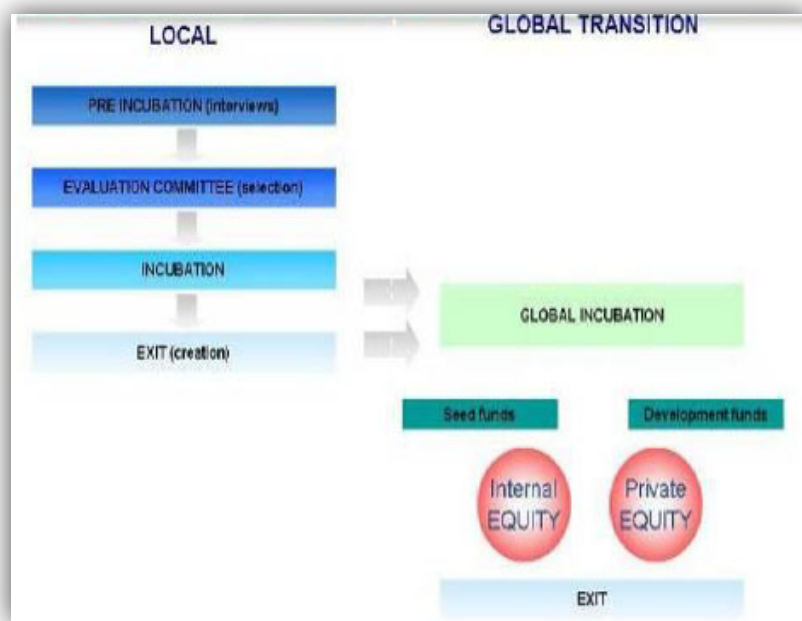 LOCAL
GLOBAL TRANSITION
PRE INCUBATION (interviews)
EVALUATION COMMITTEE (selection)
INCUBATION
EXIT (creation)
GLOBAL INCUBATION
Seed funds
Development funds
Internal
EQUITY
Private
EQUITY
EXIT